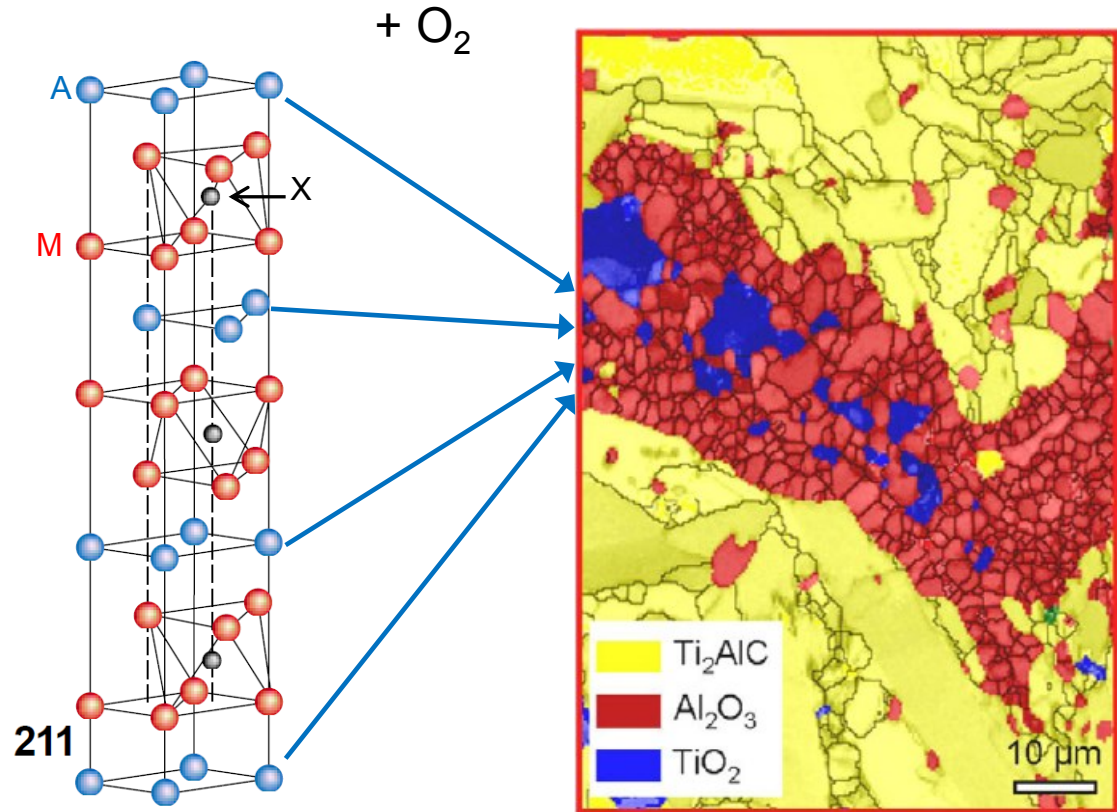 + O₂
A
X
M
211
Ti₂AlC
Al₂O₃
TiO₂
10 μm